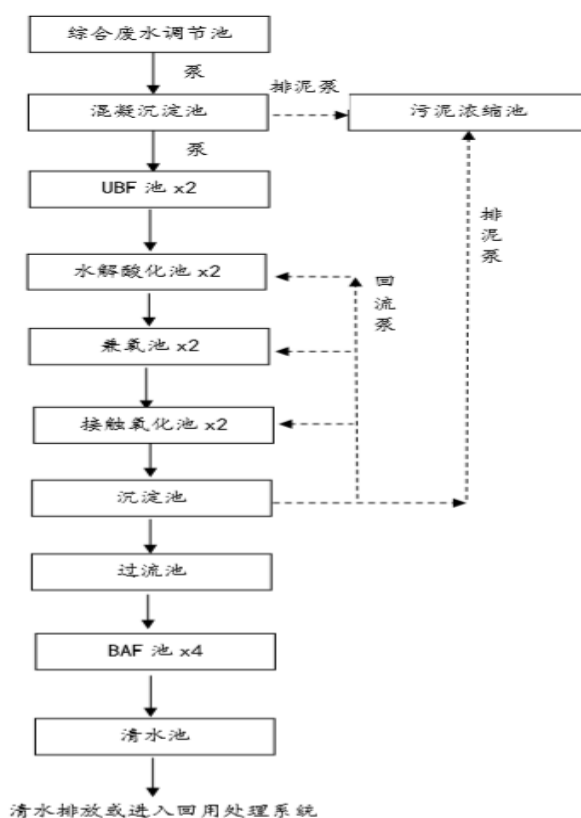 综合废水调节池
泵
排泥泵
混凝沉淀池
污泥浓缩池
泵
UBF 池 x2
排泥泵
水解酸化池 x2
回流泵
兼氧池 x2
接触氧化池 x2
沉淀池
过流池
BAF 池 x4
清水池
清水排放或进入回用处理系统